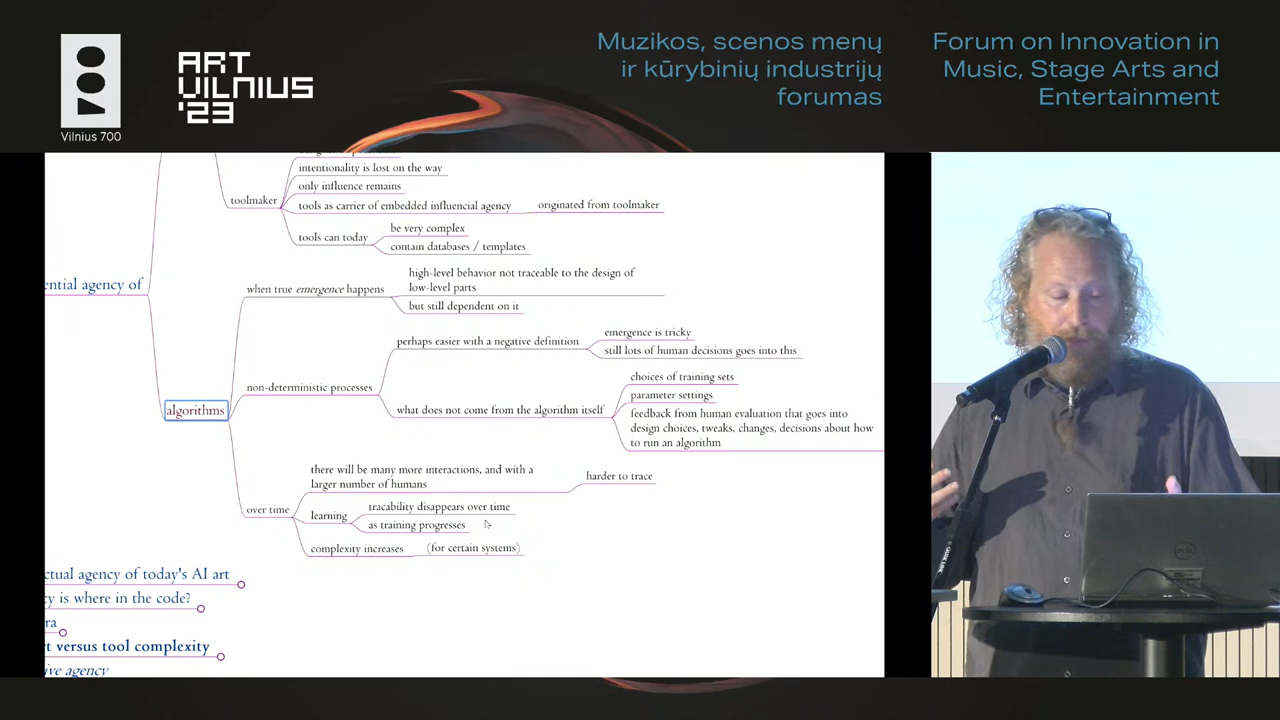 Vilnius 700
ART
VILNIUS
'23
Muzikos, scenos menų
ir kūrybinių industrijų
forumas
Forum on Innovation in
Music, Stage Arts and
Entertainment
intentionality is lost on the way
only influence remains
toolmaker
tools as carrier of embedded influencial agency
originated from toolmaker
tools can today
be very complex
contain databases / templates
ential agency of
when true emergence happens
high-level behavior not traceable to the design of
low-level parts
but still dependent on it
algorithms
non-deterministic processes
perhaps easier with a negative definition
emergence is tricky
still lots of human decisions goes into this
what does not come from the algorithm itself
choices of training sets
parameter settings
feedback from human evaluation that goes into
design choices, tweaks, changes, decisions about how
to run an algorithm
over time
there will be many more interactions, and with a
larger number of humans
harder to trace
learning
tracability disappears over time
as training progresses
complexity increases
(for certain systems)
ctual agency of today's AI art
cy is where in the code?
ra
rt versus tool complexity
ive agency
DELL